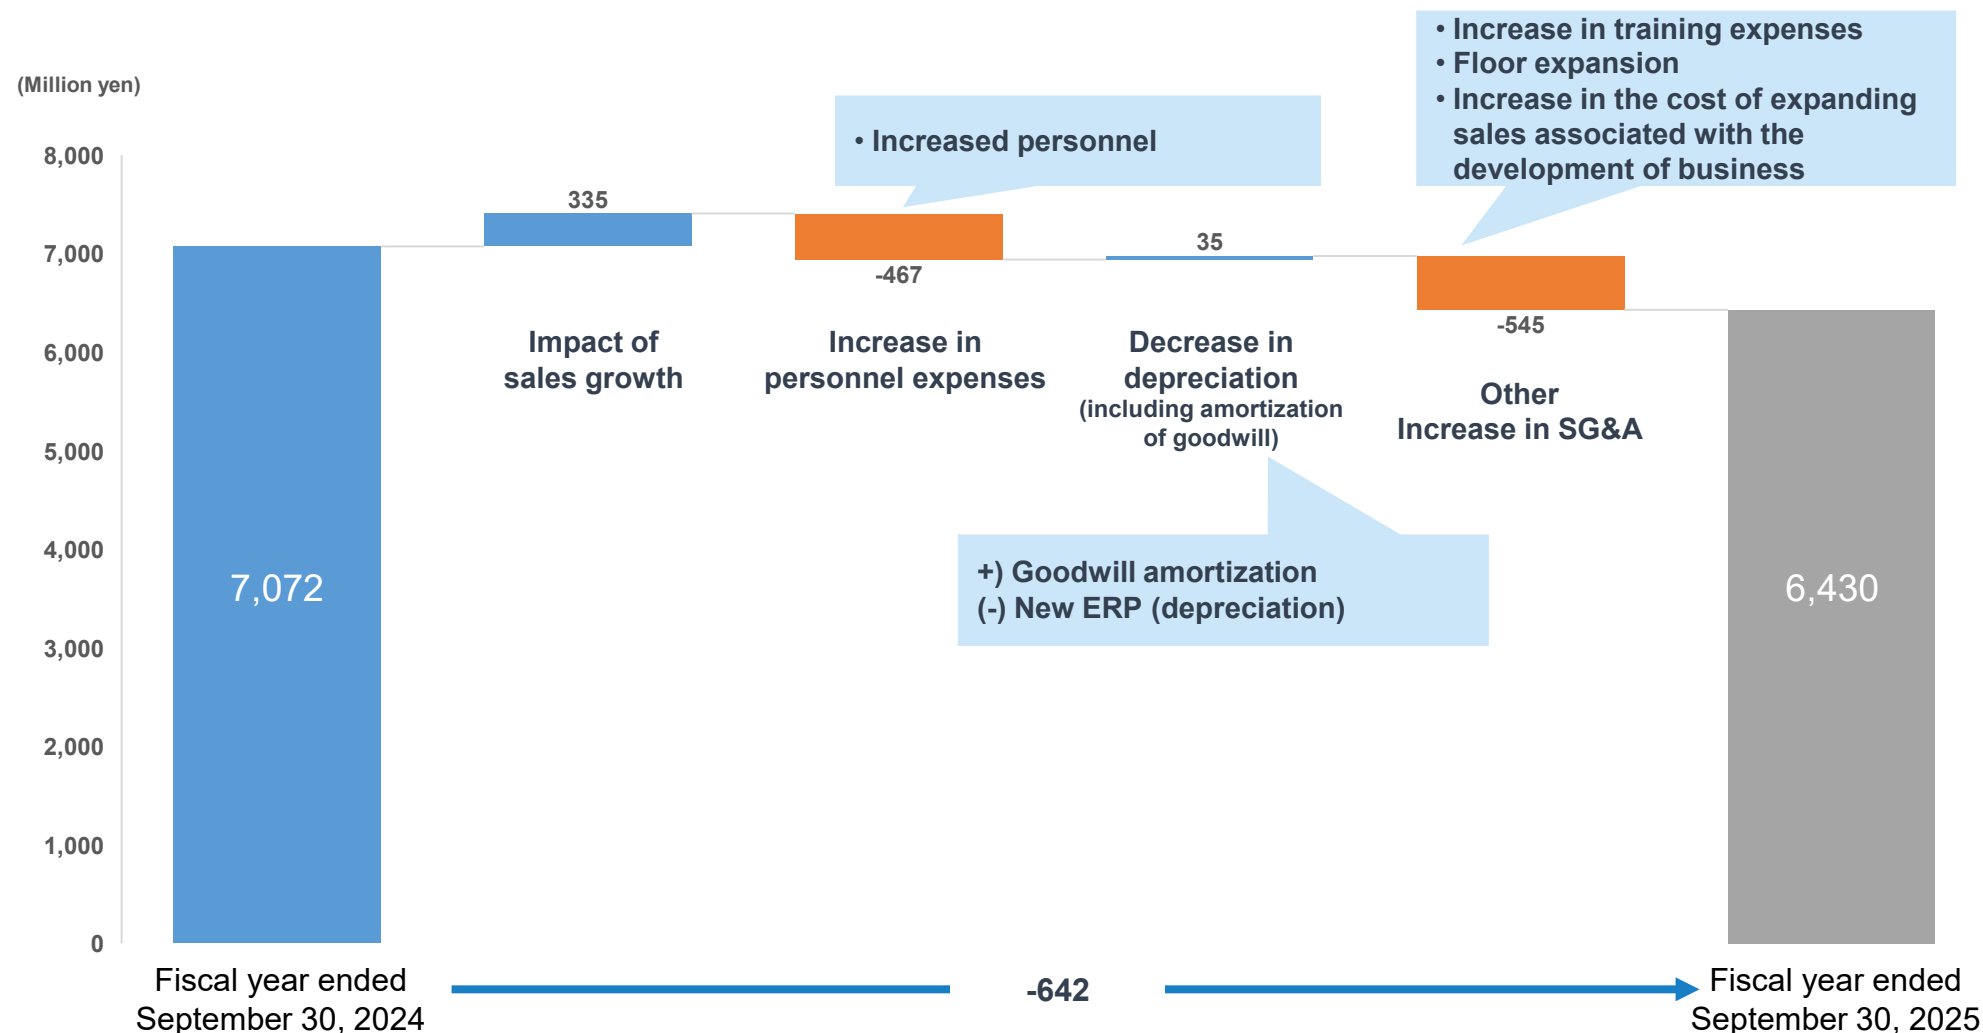 (Million yen)
8,000
7,000
6,000
5,000
4,000
3,000
2,000
1,000
0
7,072
335
-467
35
-545
6,430
• Increased personnel
• Increase in training expenses
• Floor expansion
• Increase in the cost of expanding
sales associated with the
development of business
Impact of
sales growth
Increase in
personnel expenses
Decrease in
depreciation
(including amortization
of goodwill)
Other
Increase in SG&A
+) Goodwill amortization
(-) New ERP (depreciation)
Fiscal year ended
September 30, 2024
-642
Fiscal year ended
September 30, 2025